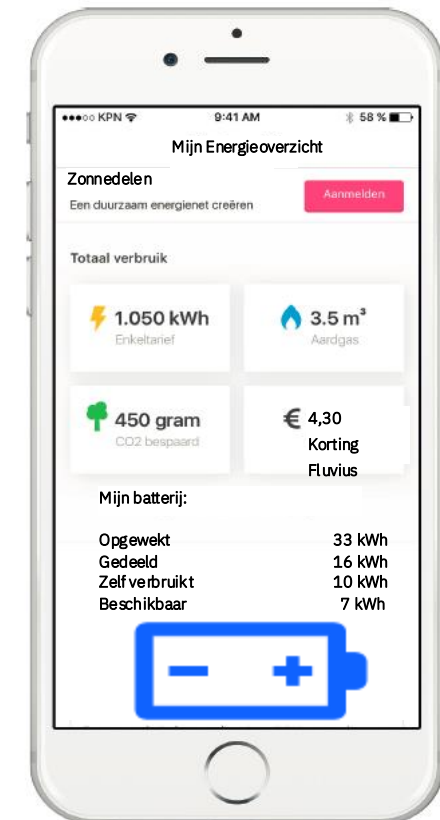 KPN 9:41 AM 58 %
Mijn Energieoverzicht
Zonnedelen
Een duurzaam energienet creëren
Aanmelden
Totaal verbruik
1.050 kWh
Enkeltarief
3.5 m³
Aardgas
450 gram
CO2 bespaard
€ 4,30
Korting
Fluvius
Mijn batterij:
Opgewekt 33 kWh
Gedeeld 16 kWh
Zelf verbruikt 10 kWh
Beschikbaar 7 kWh